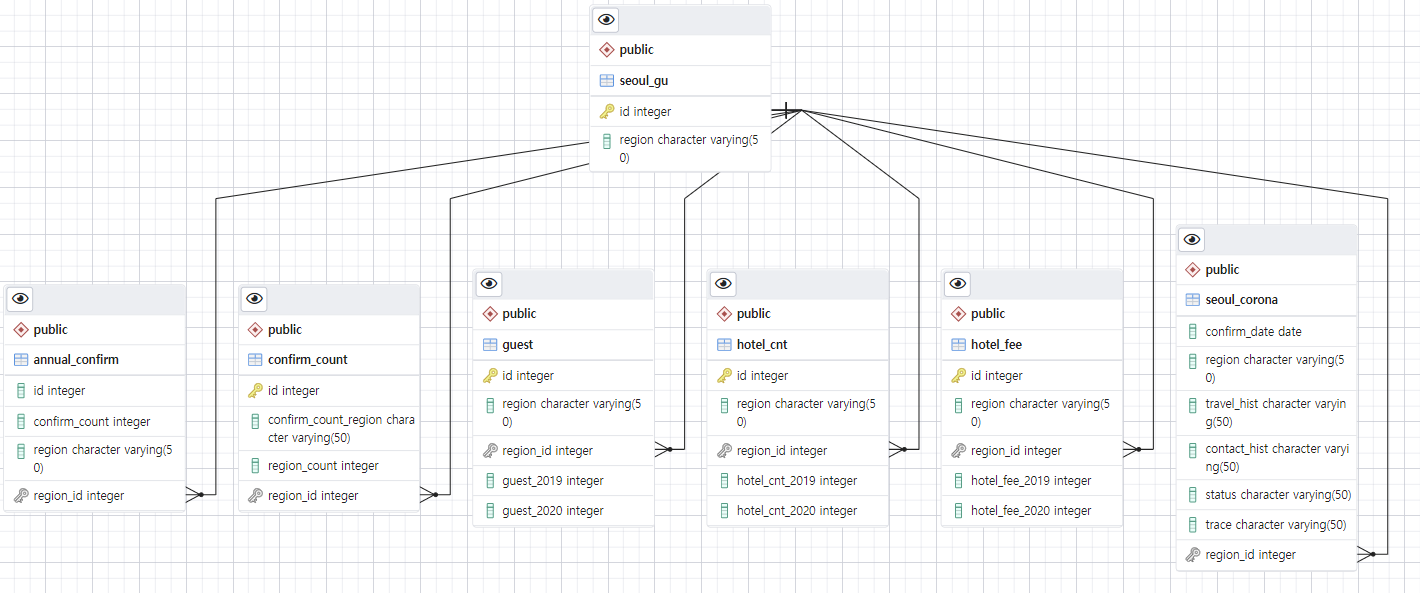 public
seoul_gu
id integer
region character varying(5
0)
public
annual_confirm
id integer
confirm_count integer
region character varying(5
0)
region_id integer
public
confirm_count
id integer
confirm_count_region chara
cter varying(50)
region_count integer
region_id integer
public
guest
id integer
region character varying(5
0)
region_id integer
guest_2019 integer
guest_2020 integer
public
hotel_cnt
id integer
region character varying(5
0)
region_id integer
hotel_cnt_2019 integer
hotel_cnt_2020 integer
public
hotel_fee
id integer
region character varying(5
0)
region_id integer
hotel_fee_2019 integer
hotel_fee_2020 integer
public
seoul_corona
confirm_date date
region character varying(5
0)
travel_hist character varyin
g(50)
contact_hist character varyi
ng(50)
status character varying(50)
trace character varying(50)
region_id integer